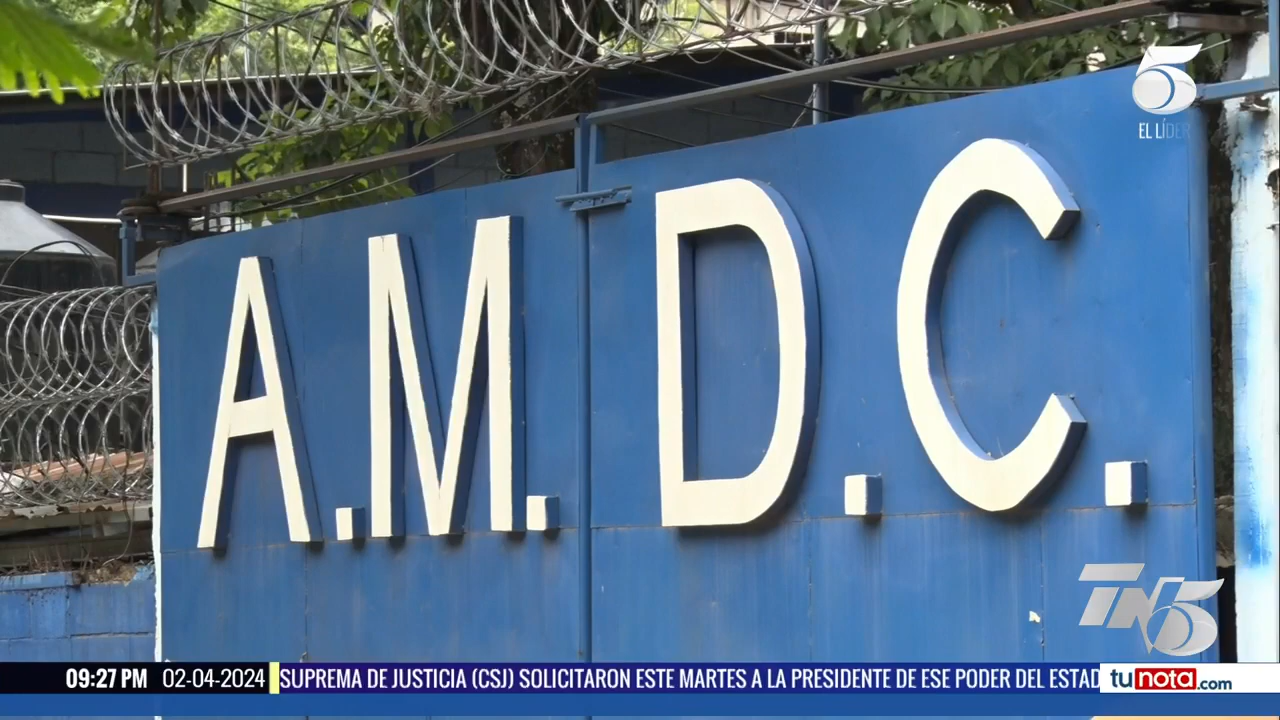 5
EL LÍDER
A.M.D.C.
TN5
09:27 PM 02-04-2024 SUPREMA DE JUSTICIA (CSJ) SOLICITARON ESTE MARTES A LA PRESIDENTE DE ESE PODER DEL ESTAD
tunota.com